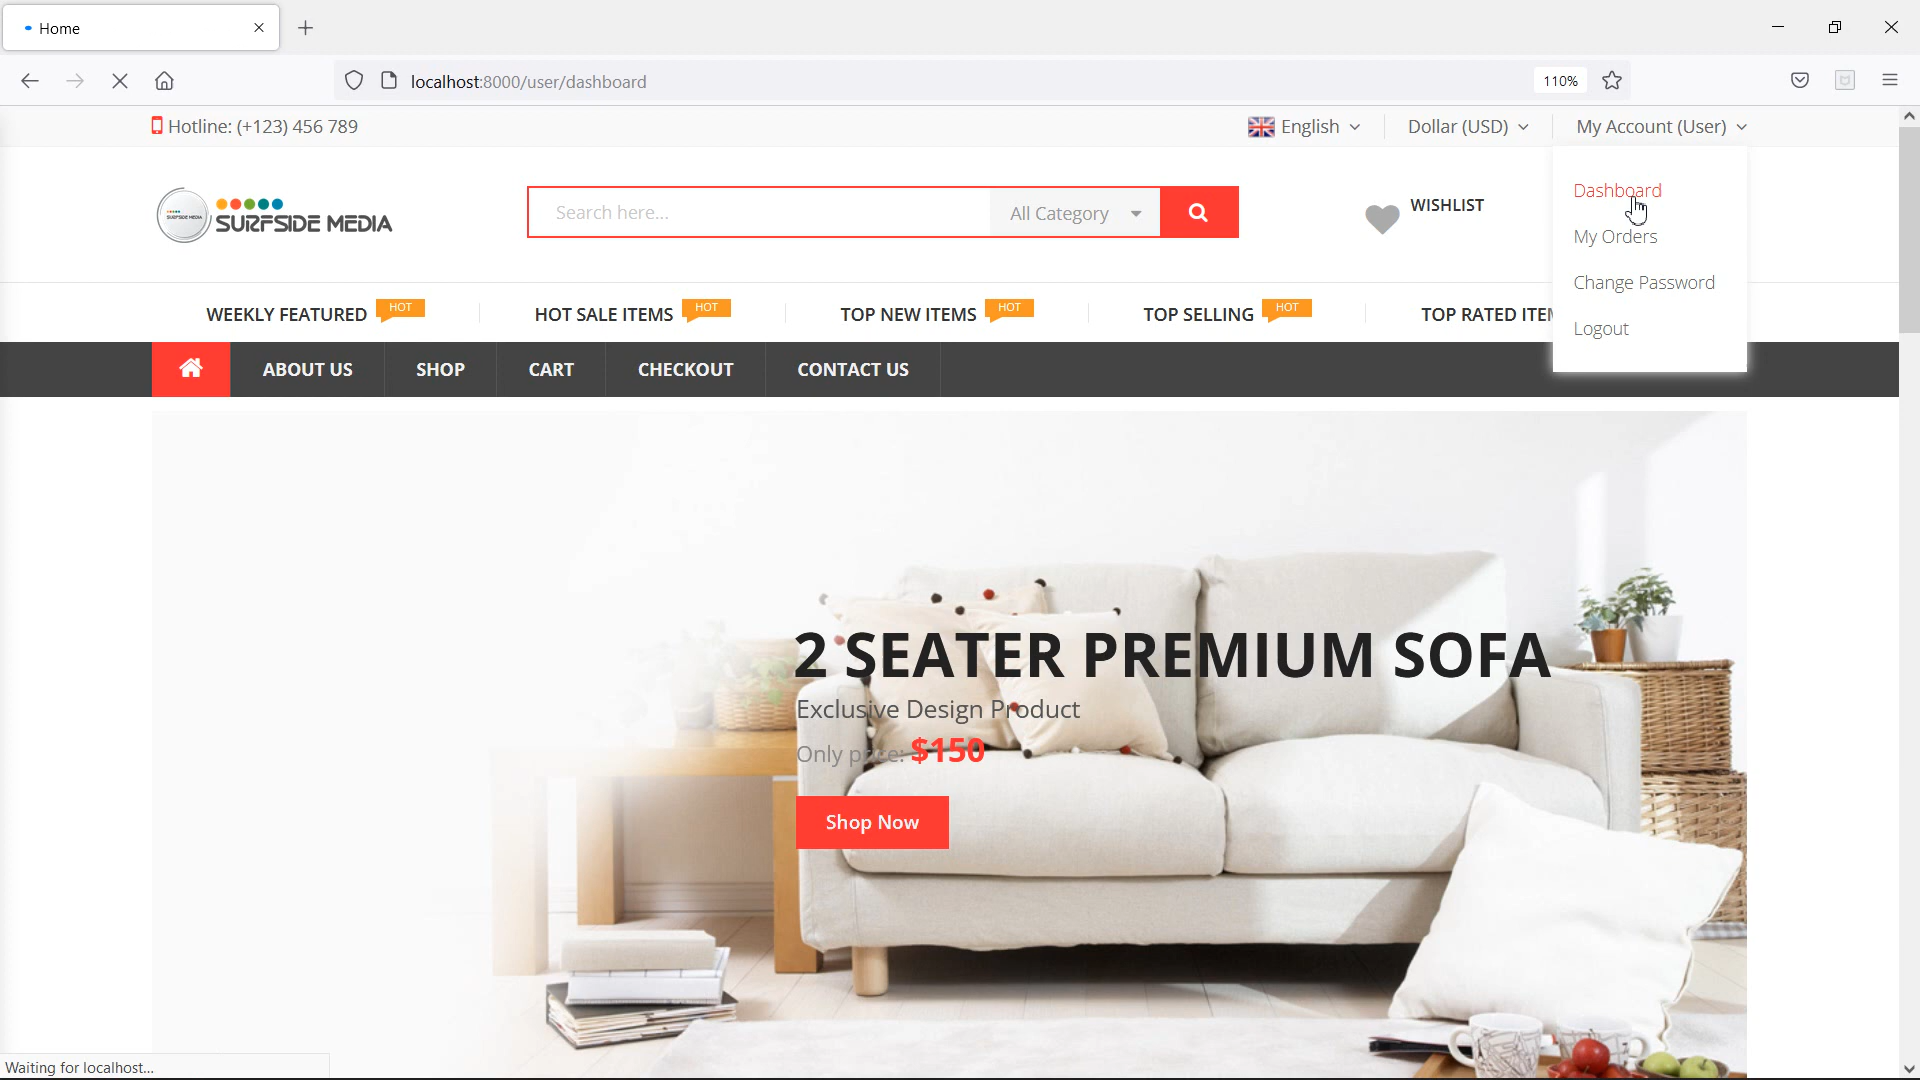 Home
localhost:8000/user/dashboard
110%
Hotline: (+123) 456 789
English
Dollar (USD)
My Account (User)
SURFSIDE MEDIA
SURFSIDE MEDIA
Search here...
All Category
WISHLIST
Dashboard
My Orders
Change Password
Logout
WEEKLY FEATURED HOT
HOT SALE ITEMS HOT
TOP NEW ITEMS HOT
TOP SELLING HOT
TOP RATED ITEM
ABOUT US
SHOP
CART
CHECKOUT
CONTACT US
2 SEATER PREMIUM SOFA
Exclusive Design Product
Only price: $150
Shop Now
Waiting for localhost...